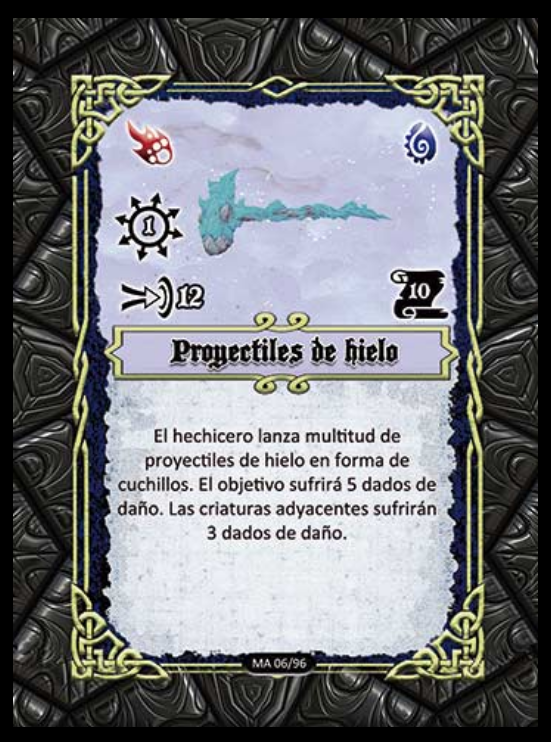 1
12
10
Proyectiles de hielo
El hechicero lanza multitud de
proyectiles de hielo en forma de
cuchillos. El objetivo sufrirá 5 dados de
daño. Las criaturas adyacentes sufrirán
3 dados de daño.
MA 06/96